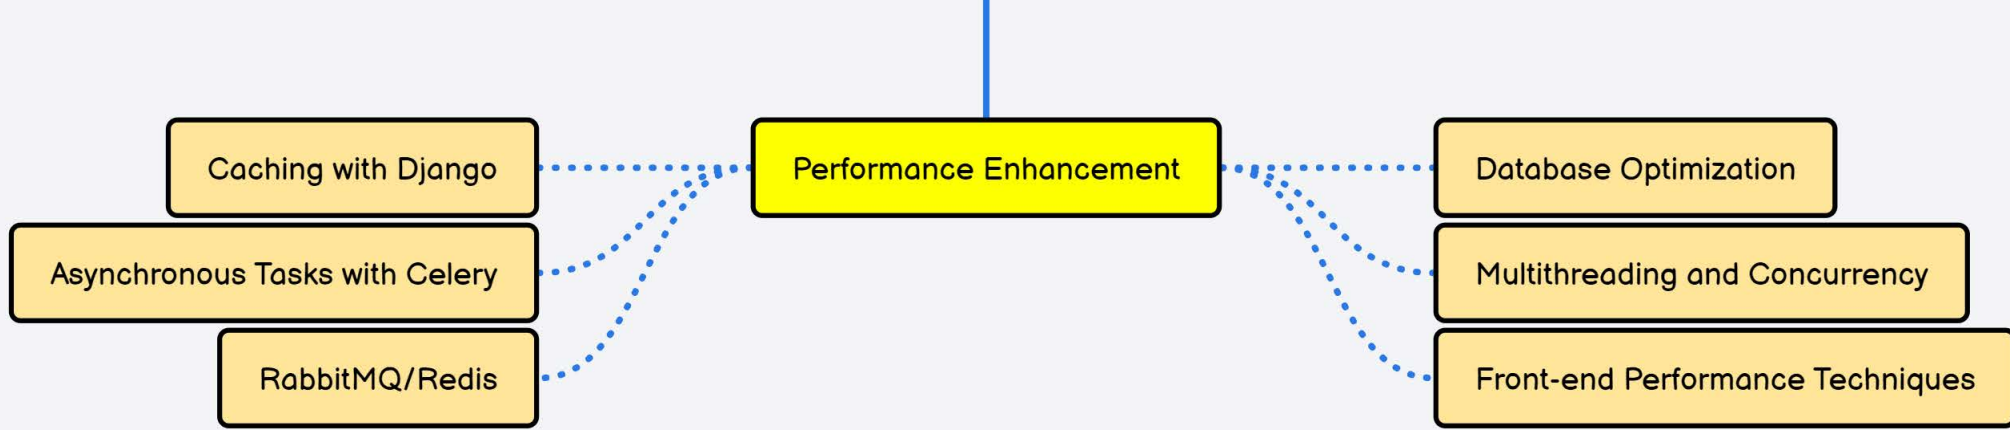 Caching with Django
Performance Enhancement
Database Optimization
Asynchronous Tasks with Celery
Multithreading and Concurrency
RabbitMQ/Redis
Front-end Performance Techniques